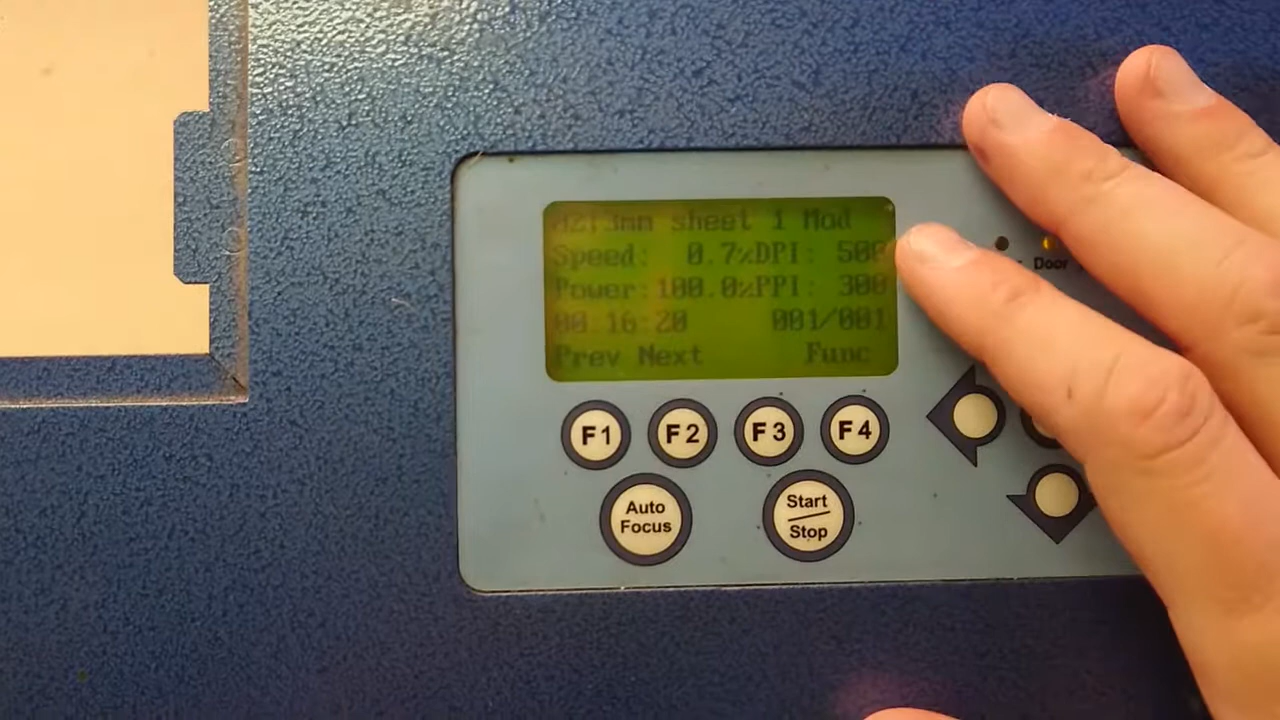 3mm sheet 1 Mod
Speed: 0.7%DPI: 500
Power:100.0%PPI: 300
00:16:20 001/001
Prev Next Func
Door
F1 F2 F3 F4
Auto
Focus
Start
Stop